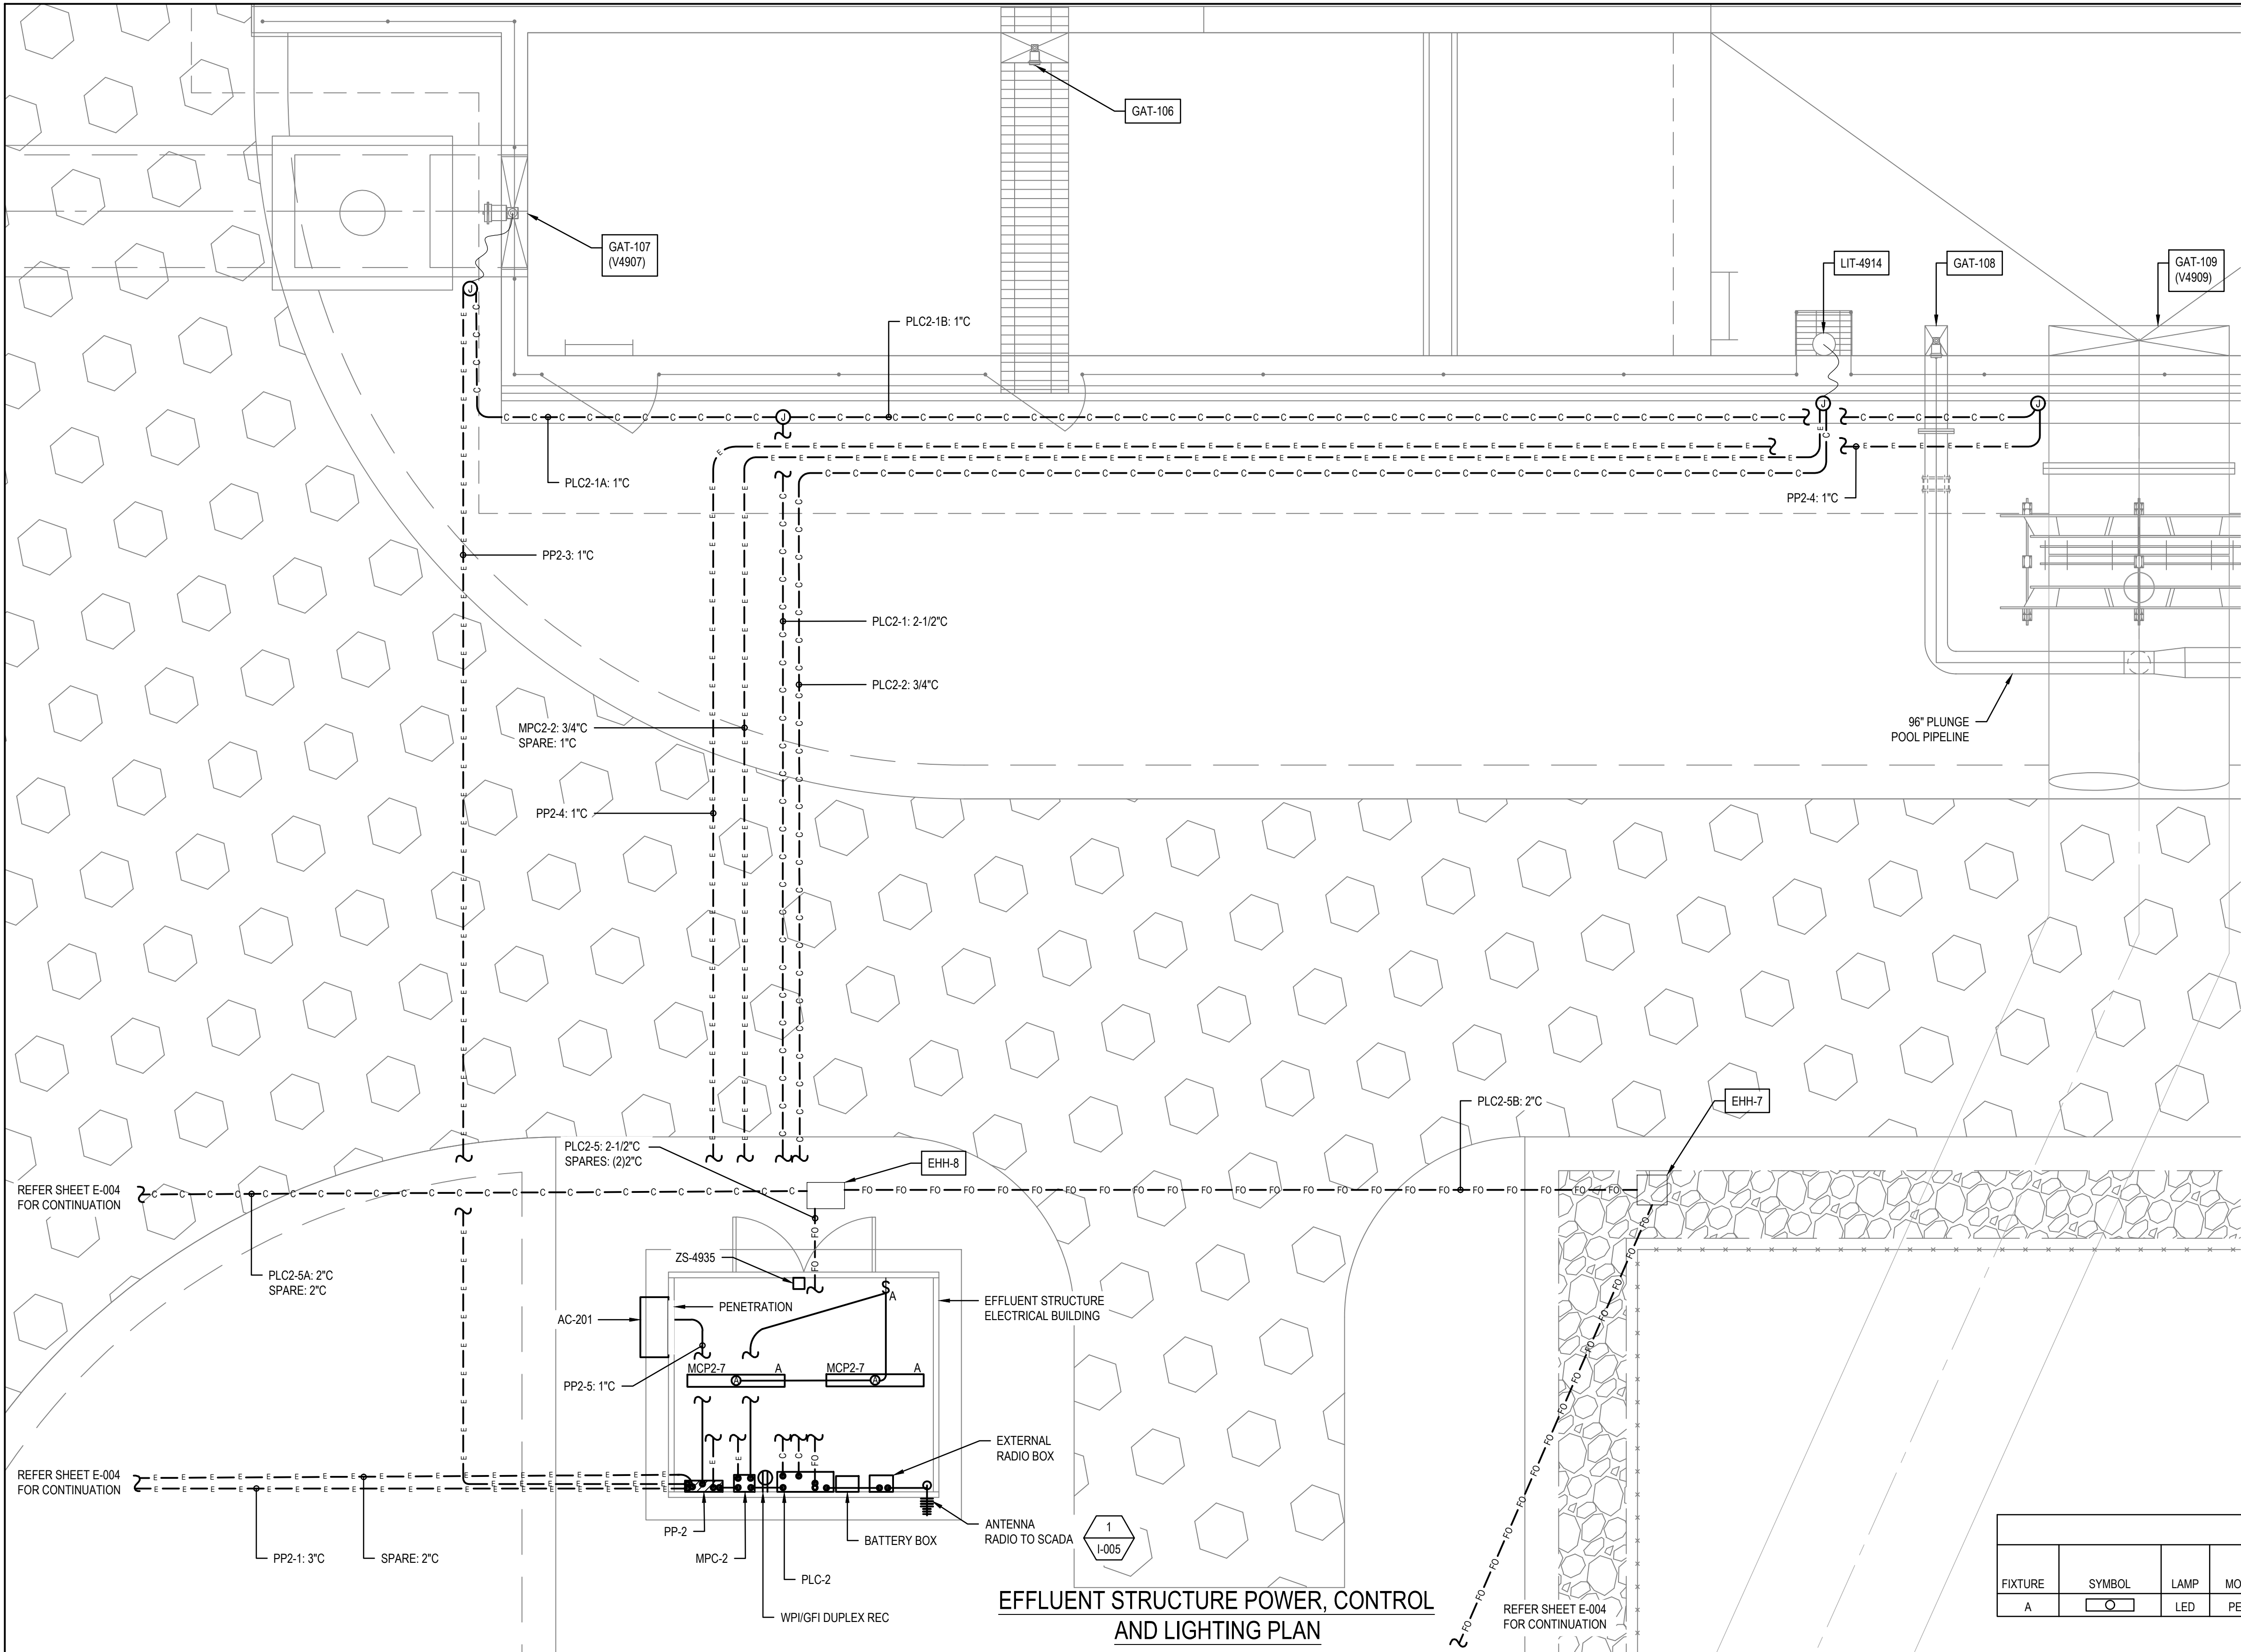 GAT-106
GAT-107
(V4907)
LIT-4914
GAT-108
GAT-109
(V4909)
J
PLC2-1B: 1"C
J
J
J
PLC2-1A: 1"C
PP2-4: 1"C
PP2-3: 1"C
PLC2-1: 2-1/2"C
PLC2-2: 3/4"C
MPC2-2: 3/4"C
SPARE: 1"C
96" PLUNGE
POOL PIPELINE
PP2-4: 1"C
PLC2-5B: 2"C
EHH-7
PLC2-5: 2-1/2"C
SPARES: (2)2"C
EHH-8
REFER SHEET E-004
FOR CONTINUATION
ZS-4935
PLC2-5A: 2"C
SPARE: 2"C
PENETRATION
S
A
EFFLUENT STRUCTURE
ELECTRICAL BUILDING
AC-201
MCP2-7 A
MCP2-7 A
A
A
PP2-5: 1"C
EXTERNAL
RADIO BOX
REFER SHEET E-004
FOR CONTINUATION
PP-2
MPC-2
BATTERY BOX
ANTENNA
RADIO TO SCADA
1
I-005
PP2-1: 3"C
SPARE: 2"C
PLC-2
WPI/GFI DUPLEX REC
EFFLUENT STRUCTURE POWER, CONTROL
AND LIGHTING PLAN
REFER SHEET E-004
FOR CONTINUATION
FIXTURE SYMBOL LAMP MO
A LED PE